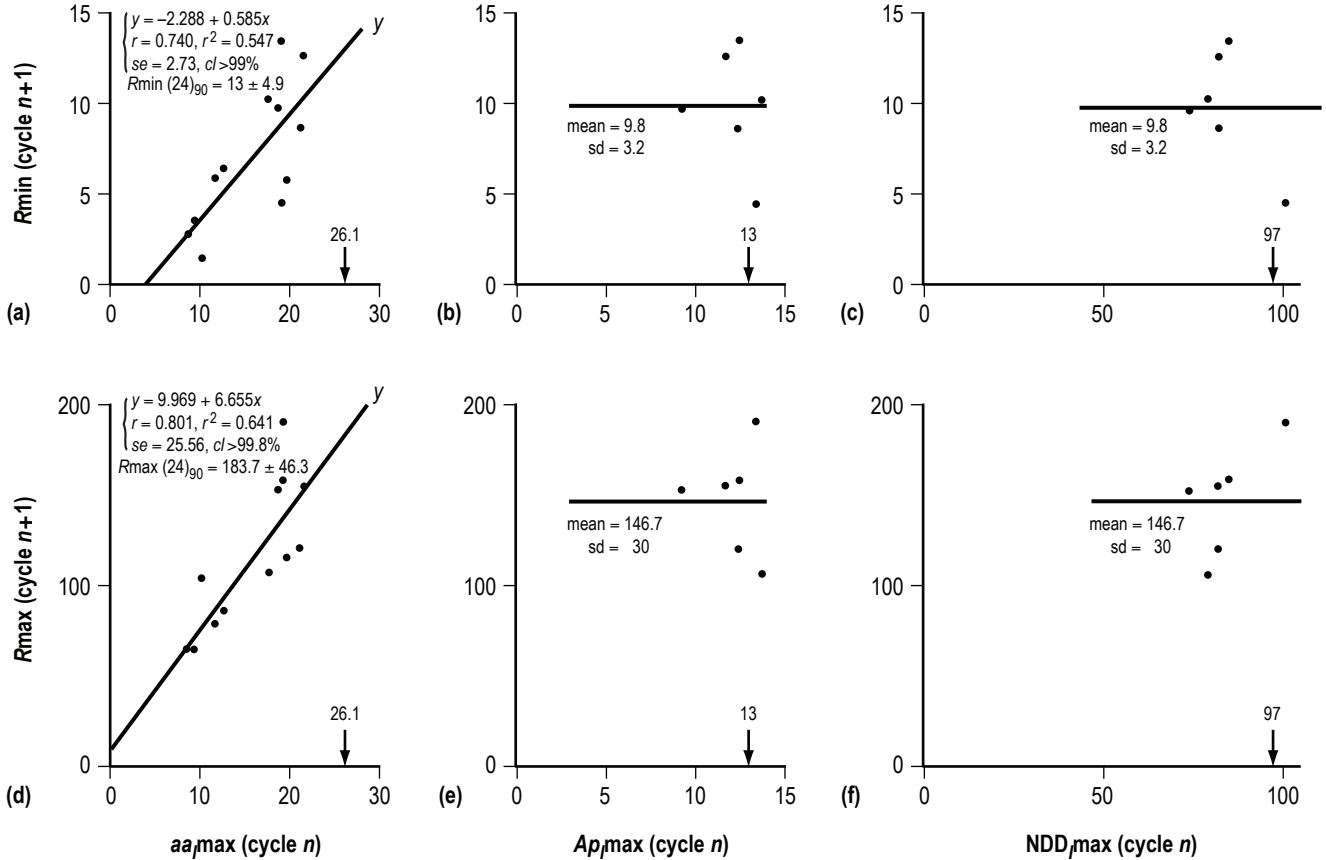 15
10
5
0
Rmin (cycle n+1)
y = –2.288 + 0.585x
r = 0.740, r² = 0.547
se = 2.73, cl >99%
Rmin (24)₉₀ = 13 ± 4.9
y
26.1
(a)
0 10 20 30
15
10
5
0
mean = 9.8
sd = 3.2
13
(b)
0 5 10 15
15
10
5
0
mean = 9.8
sd = 3.2
97
(c)
0 50 100
200
100
0
Rmax (cycle n+1)
y = 9.969 + 6.655x
r = 0.801, r² = 0.641
se = 25.56, cl >99.8%
Rmax (24)₉₀ = 183.7 ± 46.3
y
26.1
(d)
0 10 20 30
aaImax (cycle n)
200
100
0
mean = 146.7
sd = 30
13
(e)
0 5 10 15
ApImax (cycle n)
200
100
0
mean = 146.7
sd = 30
97
(f)
0 50 100
NDDImax (cycle n)